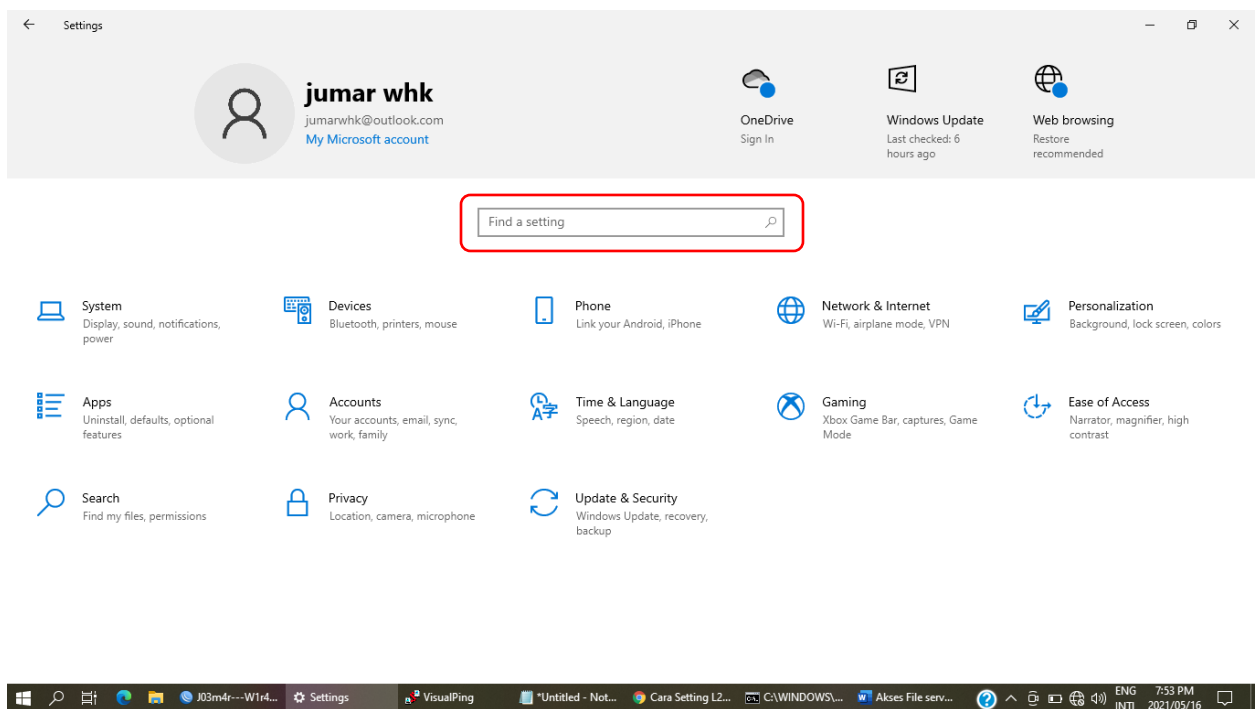 Settings
jumar whk
jumarwhk@outlook.com
My Microsoft account
OneDrive
Sign In
Windows Update
Last checked: 6
hours ago
Web browsing
Restore
recommended
Find a setting
System
Display, sound, notifications,
power
Devices
Bluetooth, printers, mouse
Phone
Link your Android, iPhone
Network & Internet
Wi-Fi, airplane mode, VPN
Personalization
Background, lock screen, colors
Apps
Uninstall, defaults, optional
features
Accounts
Your accounts, email, sync,
work, family
Time & Language
Speech, region, date
Gaming
Xbox Game Bar, captures, Game
Mode
Ease of Access
Narrator, magnifier, high
contrast
Search
Find my files, permissions
Privacy
Location, camera, microphone
Update & Security
Windows Update, recovery,
backup
J03m4r---W1r4...
Settings
VisualPing
*Untitled - Not...
Cara Setting L2...
C:\WINDOWS\...
Akses File serv...
ENG
INTL
7:53 PM
2021/05/16